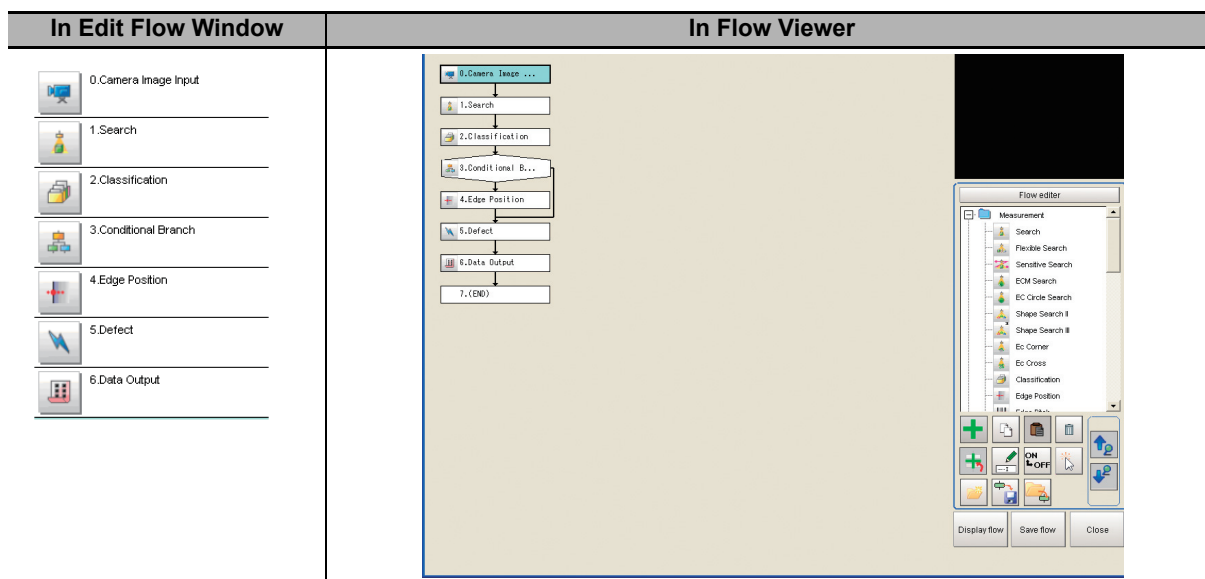 In Edit Flow Window
In Flow Viewer
0.Camera Image Input
1.Search
2.Classification
3.Conditional Branch
4.Edge Position
5.Defect
6.Data Output
0.Camera Image ...
1.Search
2.Classification
3.Conditional B...
4.Edge Position
5.Defect
6.Data Output
7.(END)
Flow editer
Measurement
Search
Flexible Search
Sensitive Search
ECM Search
EC Circle Search
Shape Search II
Shape Search III
Ec Corner
Ec Cross
Classification
Edge Position
ON
OFF
Display flow
Save flow
Close